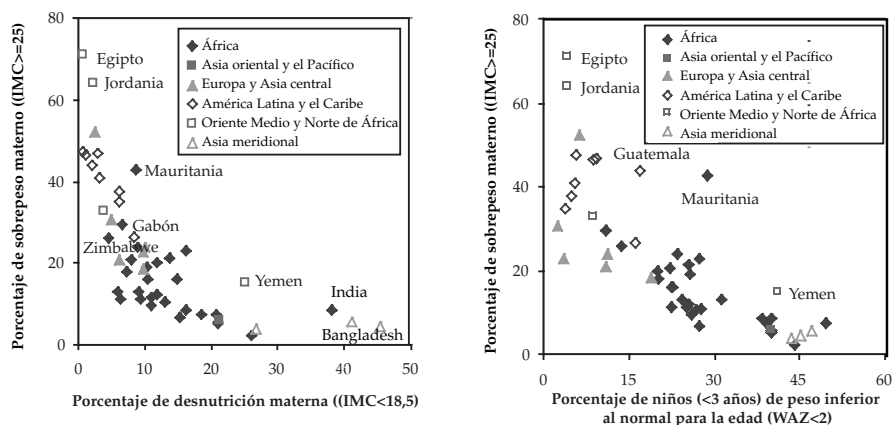 Porcentaje de sobrepeso materno ((IMC>=25)
80
60
40
20
0
Egipto
Jordania
Mauritania
Gabón
Zimbabwe
Yemen
India
Bangladesh
África
Asia oriental y el Pacífico
Europa y Asia central
América Latina y el Caribe
Oriente Medio y Norte de África
Asia meridional
0 10 20 30 40 50
Porcentaje de desnutrición materna ((IMC<18,5)
Porcentaje de sobrepeso materno ((IMC>=25)
80
60
40
20
0
Egipto
Jordania
Guatemala
Mauritania
Yemen
África
Asia oriental y el Pacífico
Europa y Asia central
América Latina y el Caribe
Oriente Medio y Norte de África
Asia meridional
0 15 30 45 60
Porcentaje de niños (<3 años) de peso inferior
al normal para la edad (WAZ<2)